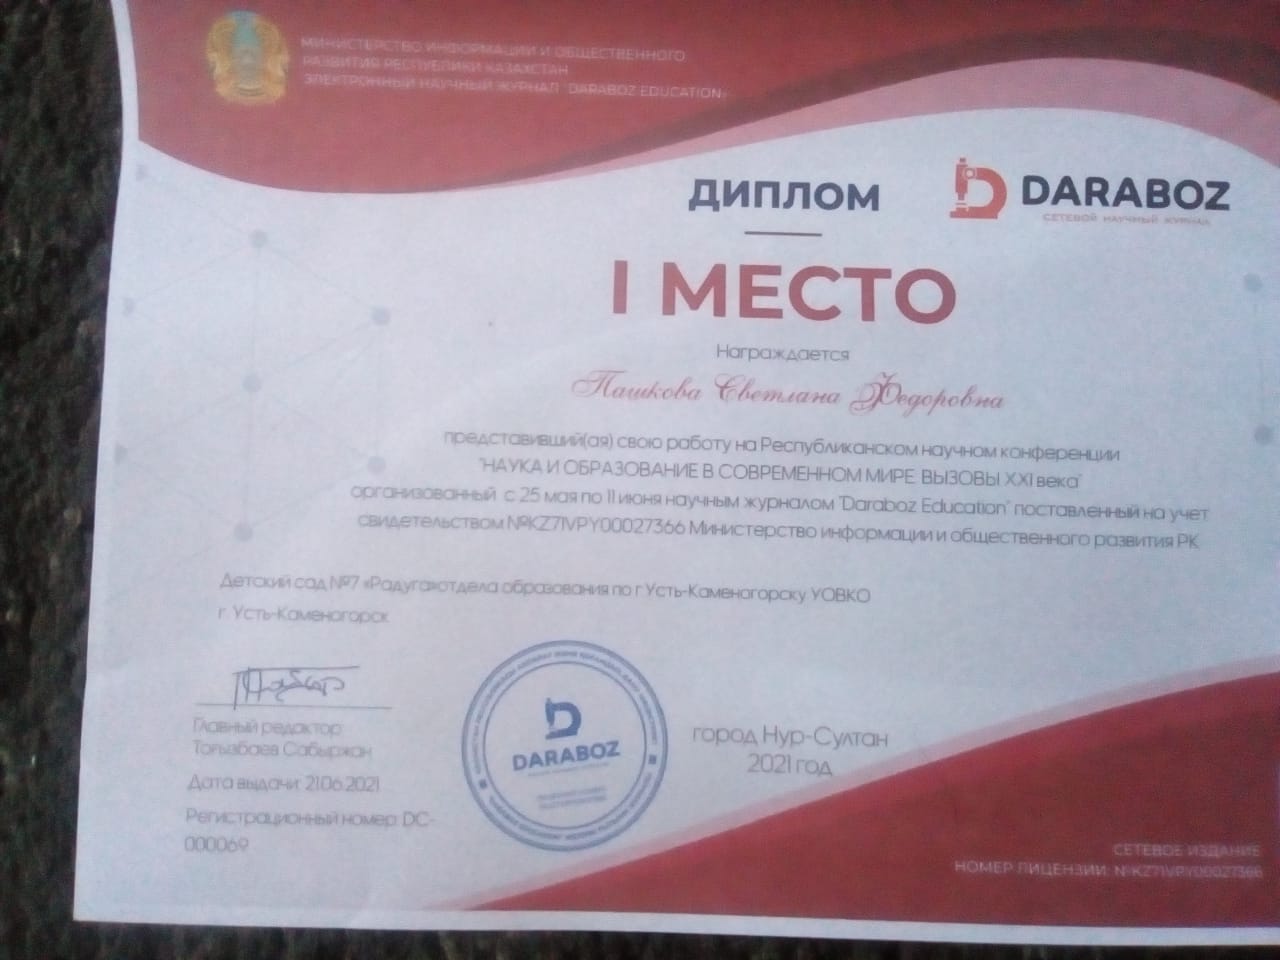 МИНИСТЕРСТВО ИНФОРМАЦИИ И ОБЩЕСТВЕННОГО
РАЗВИТИЯ РЕСПУБЛИКИ КАЗАХСТАН
ЭЛЕКТРОННЫЙ НАУЧНЫЙ ЖУРНАЛ "DARABOZ EDUCATION"
DARABOZ
СЕТЕВОЙ НАУЧНЫЙ ЖУРНАЛ
ДИПЛОМ
I МЕСТО
Награждается
Пашкова Светлана Федоровна
представивший(ая) свою работу на Республиканском научном конференции
"НАУКА И ОБРАЗОВАНИЕ В СОВРЕМЕННОМ МИРЕ. ВЫЗОВЫ XXI века"
организованный с 25 мая по 11 июня научным журналом "Daraboz Education" поставленный на учет
свидетельством №KZ71VPY00027366 Министерство информации и общественного развития РК
Детский сад №7 «Радуга»отдела образования по г.Усть-Каменогорску УОВКО
г. Усть-Каменогорск
Главный редактор:
Тоғызбаев Сабыржан
Дата выдачи: 21.06.2021
Регистрационный номер: DC-
000069
DARABOZ
город Нур-Султан
2021 год
СЕТЕВОЕ ИЗДАНИЕ
НОМЕР ЛИЦЕНЗИИ: №KZ71VPY00027366